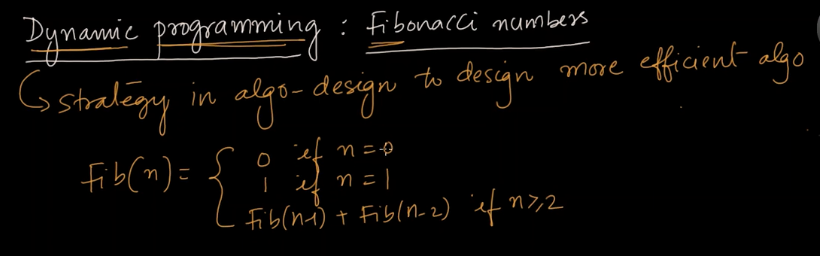 Dynamic programming : Fibonacci numbers
↳ strategy in algo-design to design more efficient algo
Fib(n) = { 0 if n=0
1 if n=1
Fib(n-1) + Fib(n-2) if n≥2